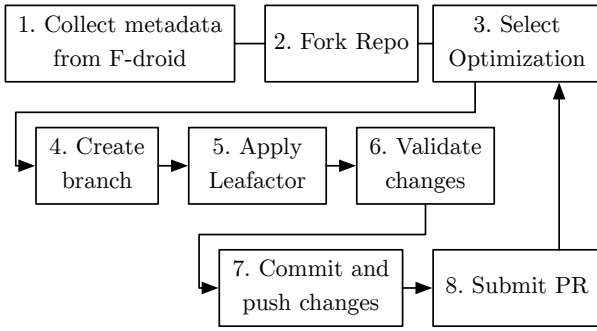 1. Collect metadata
from F-droid
2. Fork Repo
3. Select
Optimization
4. Create
branch
5. Apply
Leafactor
6. Validate
changes
7. Commit and
push changes
8. Submit PR